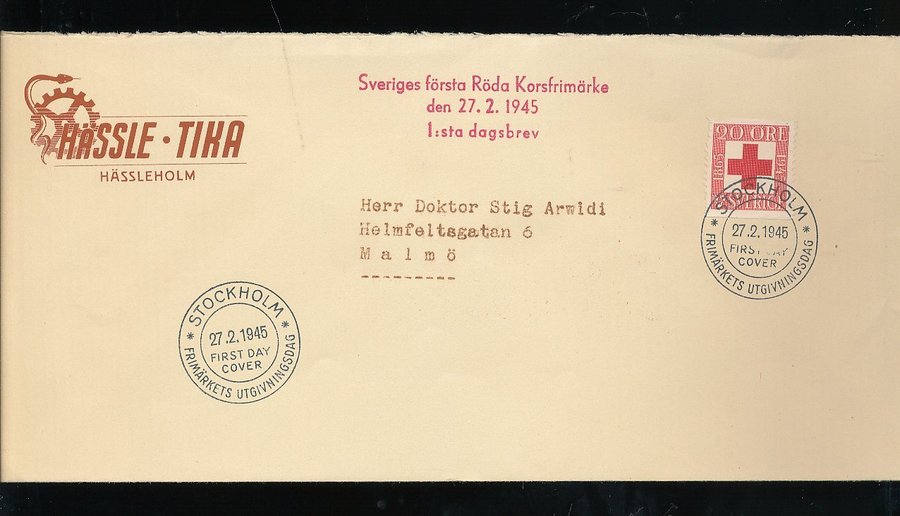 HÄSSLE · TIKA
HÄSSLEHOLM
Sveriges första Röda Korsfrimärke
den 27. 2. 1945
1:sta dagsbrev
20 ÖRE
1865
1945
SVERIGE
Herr Doktor Stig Arwidi
Helmfeltsgatan 6
Malmö
STOCKHOLM
27.2.1945
FIRST DAY
COVER
FRIMÄRKETS UTGIVNINGSDAG
STOCKHOLM
27.2.1945
FIRST DAY
COVER
FRIMÄRKETS UTGIVNINGSDAG